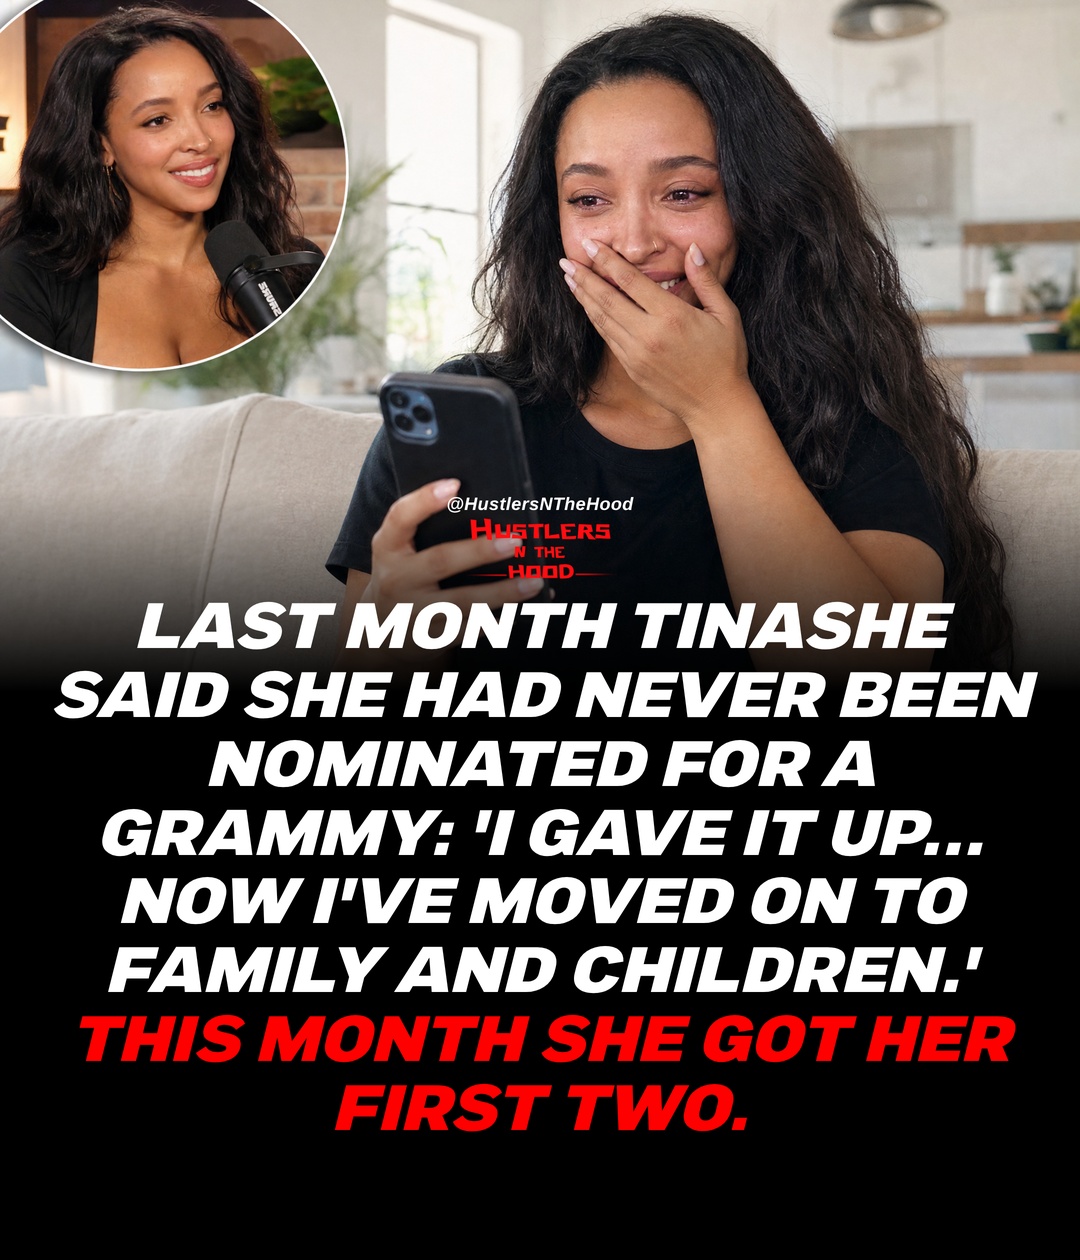 SHURE
@HustlersNTheHood
HUSTLERS
N THE
HOOD
LAST MONTH TINASHE
SAID SHE HAD NEVER BEEN
NOMINATED FOR A
GRAMMY: 'I GAVE IT UP...
NOW I'VE MOVED ON TO
FAMILY AND CHILDREN.'
THIS MONTH SHE GOT HER
FIRST TWO.